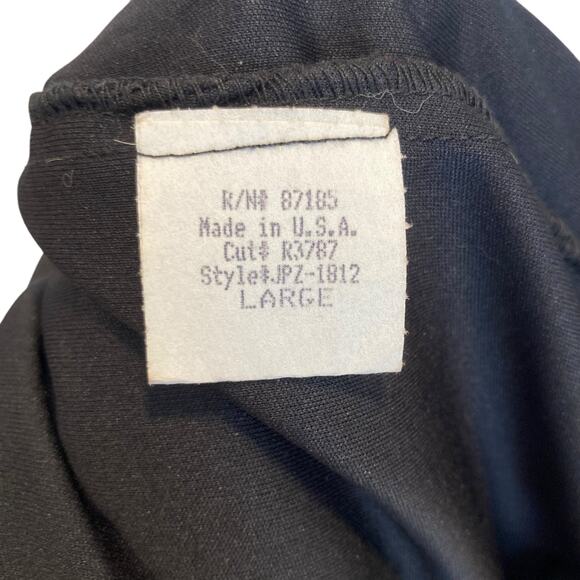 R/N# 87185
Made in U.S.A.
Cut# R3787
Style#JPZ-1812
LARGE